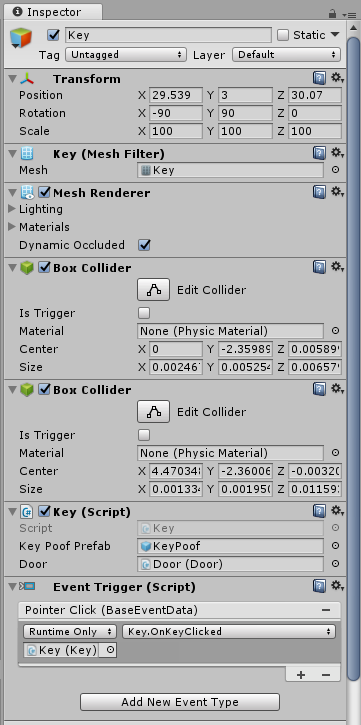 Inspector
Key Static
Tag Untagged Layer Default
Transform
Position X 29.539 Y 3 Z 30.07
Rotation X -90 Y 90 Z 0
Scale X 100 Y 100 Z 100
Key (Mesh Filter)
Mesh Key
Mesh Renderer
Lighting
Materials
Dynamic Occluded
Box Collider
Edit Collider
Is Trigger
Material None (Physic Material)
Center X 0 Y -2.3598 Z 0.00589
Size X 0.00246 Y 0.005254 Z 0.00657
Box Collider
Edit Collider
Is Trigger
Material None (Physic Material)
Center X 4.47034 Y -2.36006 Z -0.00320
Size X 0.001334 Y 0.001950 Z 0.01159
Key (Script)
Script Key
Key Poof Prefab KeyPoof
Door Door (Door)
Event Trigger (Script)
Pointer Click (BaseEventData)
Runtime Only Key.OnKeyClicked
Key (Key)
Add New Event Type